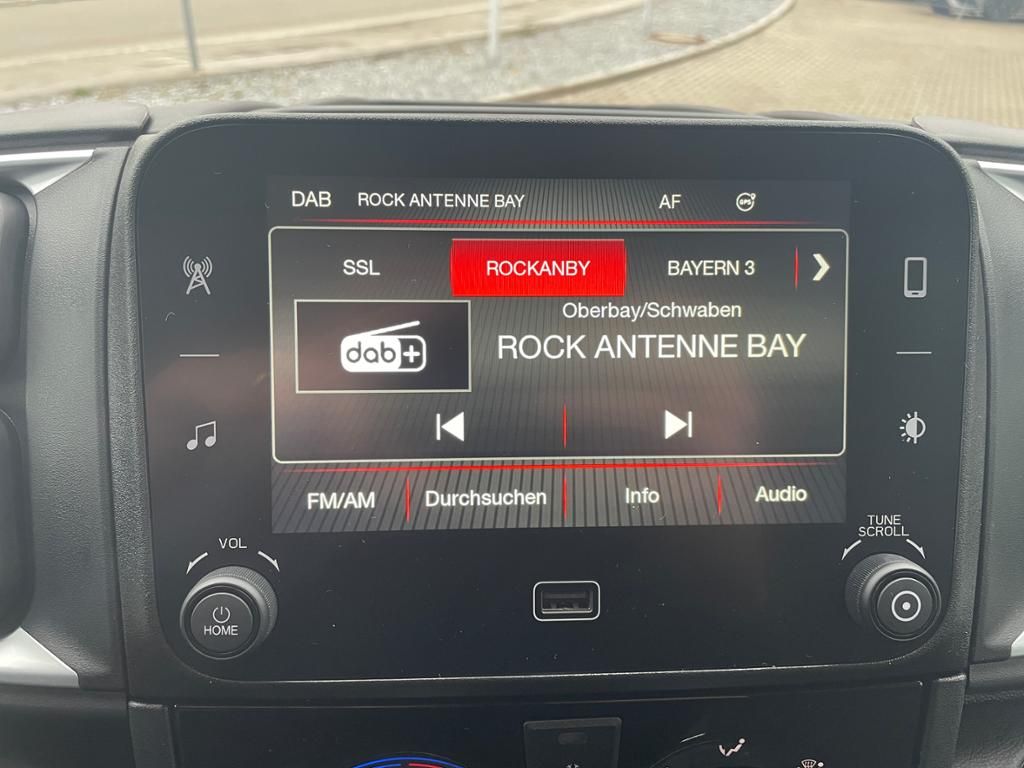 DAB ROCK ANTENNE BAY AF GPS
SSL ROCKANBY BAYERN 3
Oberbay/Schwaben
dab+
ROCK ANTENNE BAY
FM/AM Durchsuchen Info Audio
VOL
TUNE
SCROLL
HOME